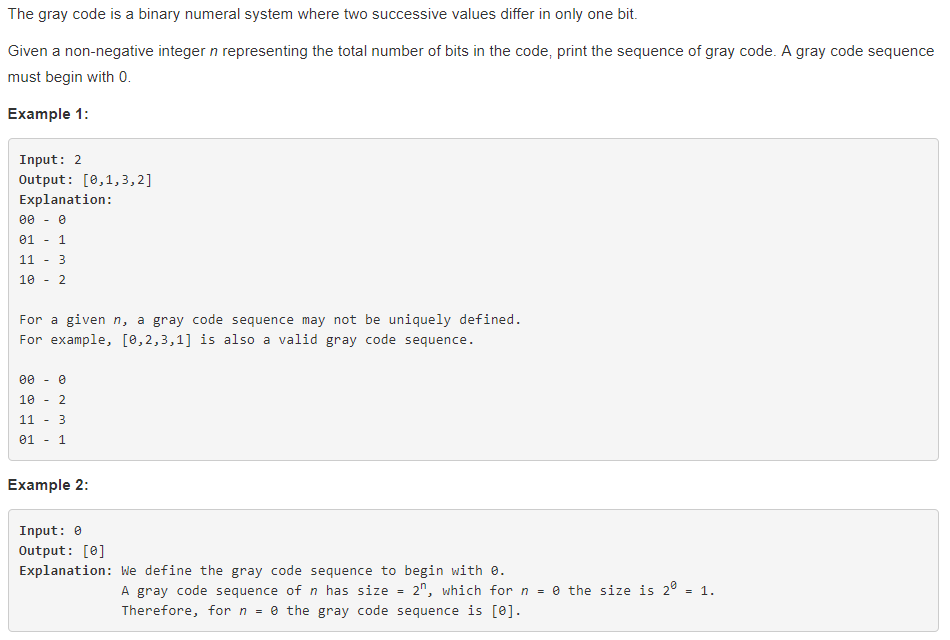 The gray code is a binary numeral system where two successive values differ in only one bit.
Given a non-negative integer n representing the total number of bits in the code, print the sequence of gray code. A gray code sequence
must begin with 0.
Example 1:
Input: 2
Output: [0,1,3,2]
Explanation:
00 - 0
01 - 1
11 - 3
10 - 2
For a given n, a gray code sequence may not be uniquely defined.
For example, [0,2,3,1] is also a valid gray code sequence.
00 - 0
10 - 2
11 - 3
01 - 1
Example 2:
Input: 0
Output: [0]
Explanation: We define the gray code sequence to begin with 0.
A gray code sequence of n has size = 2ⁿ, which for n = 0 the size is 2⁰ = 1.
Therefore, for n = 0 the gray code sequence is [0].